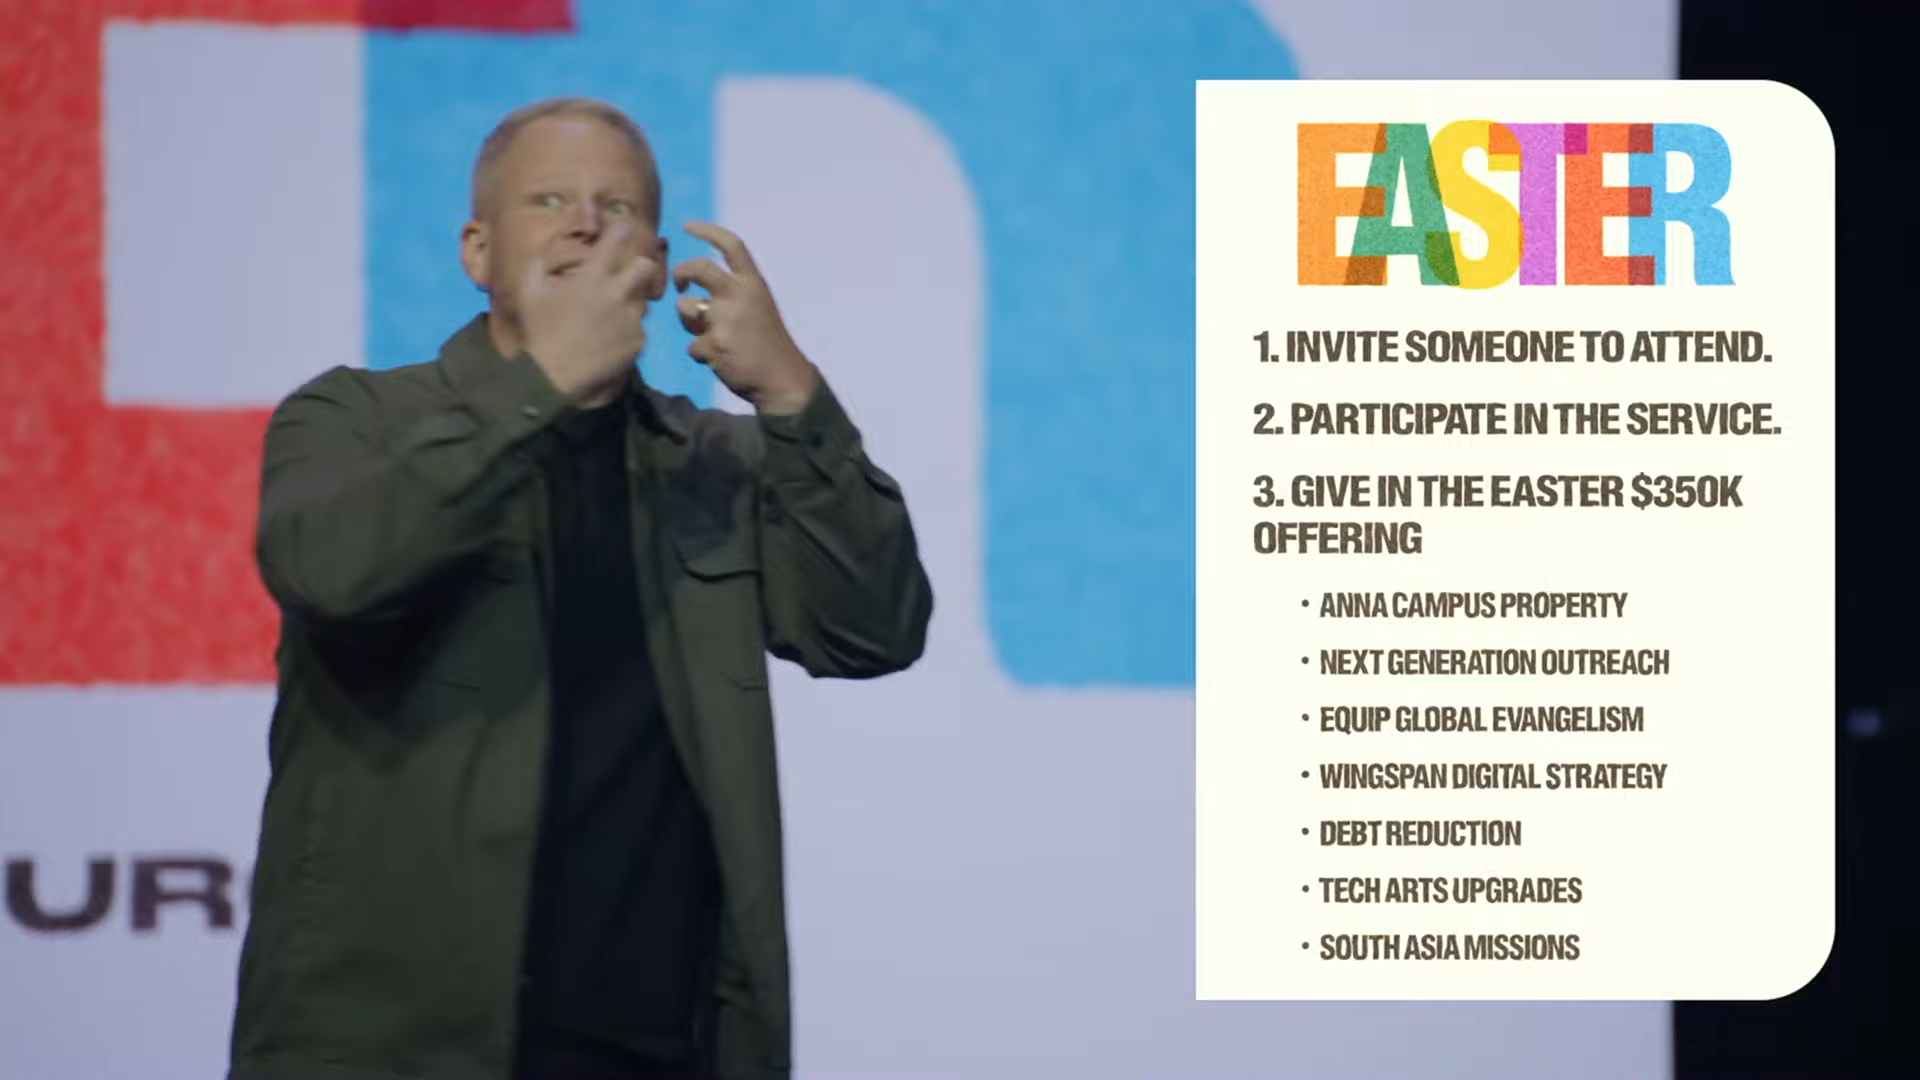 EASTER
1. INVITE SOMEONE TO ATTEND.
2. PARTICIPATE IN THE SERVICE.
3. GIVE IN THE EASTER $350K
OFFERING
• ANNA CAMPUS PROPERTY
• NEXT GENERATION OUTREACH
• EQUIP GLOBAL EVANGELISM
• WINGSPAN DIGITAL STRATEGY
• DEBT REDUCTION
• TECH ARTS UPGRADES
• SOUTH ASIA MISSIONS